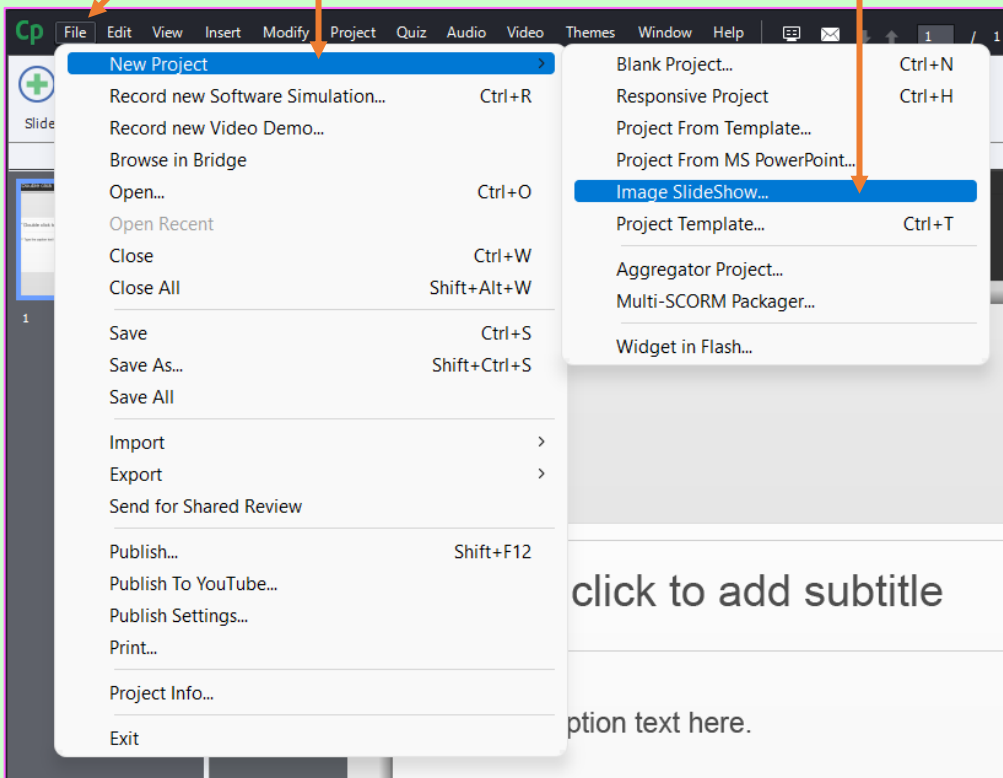 Cp File Edit View Insert Modify Project Quiz Audio Video Themes Window Help 1 / 1
Slide
New Project
Record new Software Simulation... Ctrl+R
Record new Video Demo...
Browse in Bridge
Open... Ctrl+O
Open Recent
Close Ctrl+W
Close All Shift+Alt+W
Save Ctrl+S
Save As... Shift+Ctrl+S
Save All
Import
Export
Send for Shared Review
Publish... Shift+F12
Publish To YouTube...
Publish Settings...
Print...
Project Info...
Exit
Blank Project... Ctrl+N
Responsive Project Ctrl+H
Project From Template...
Project From MS PowerPoint...
Image SlideShow...
Project Template... Ctrl+T
Aggregator Project...
Multi-SCORM Packager...
Widget in Flash...
1
click to add subtitle
ption text here.